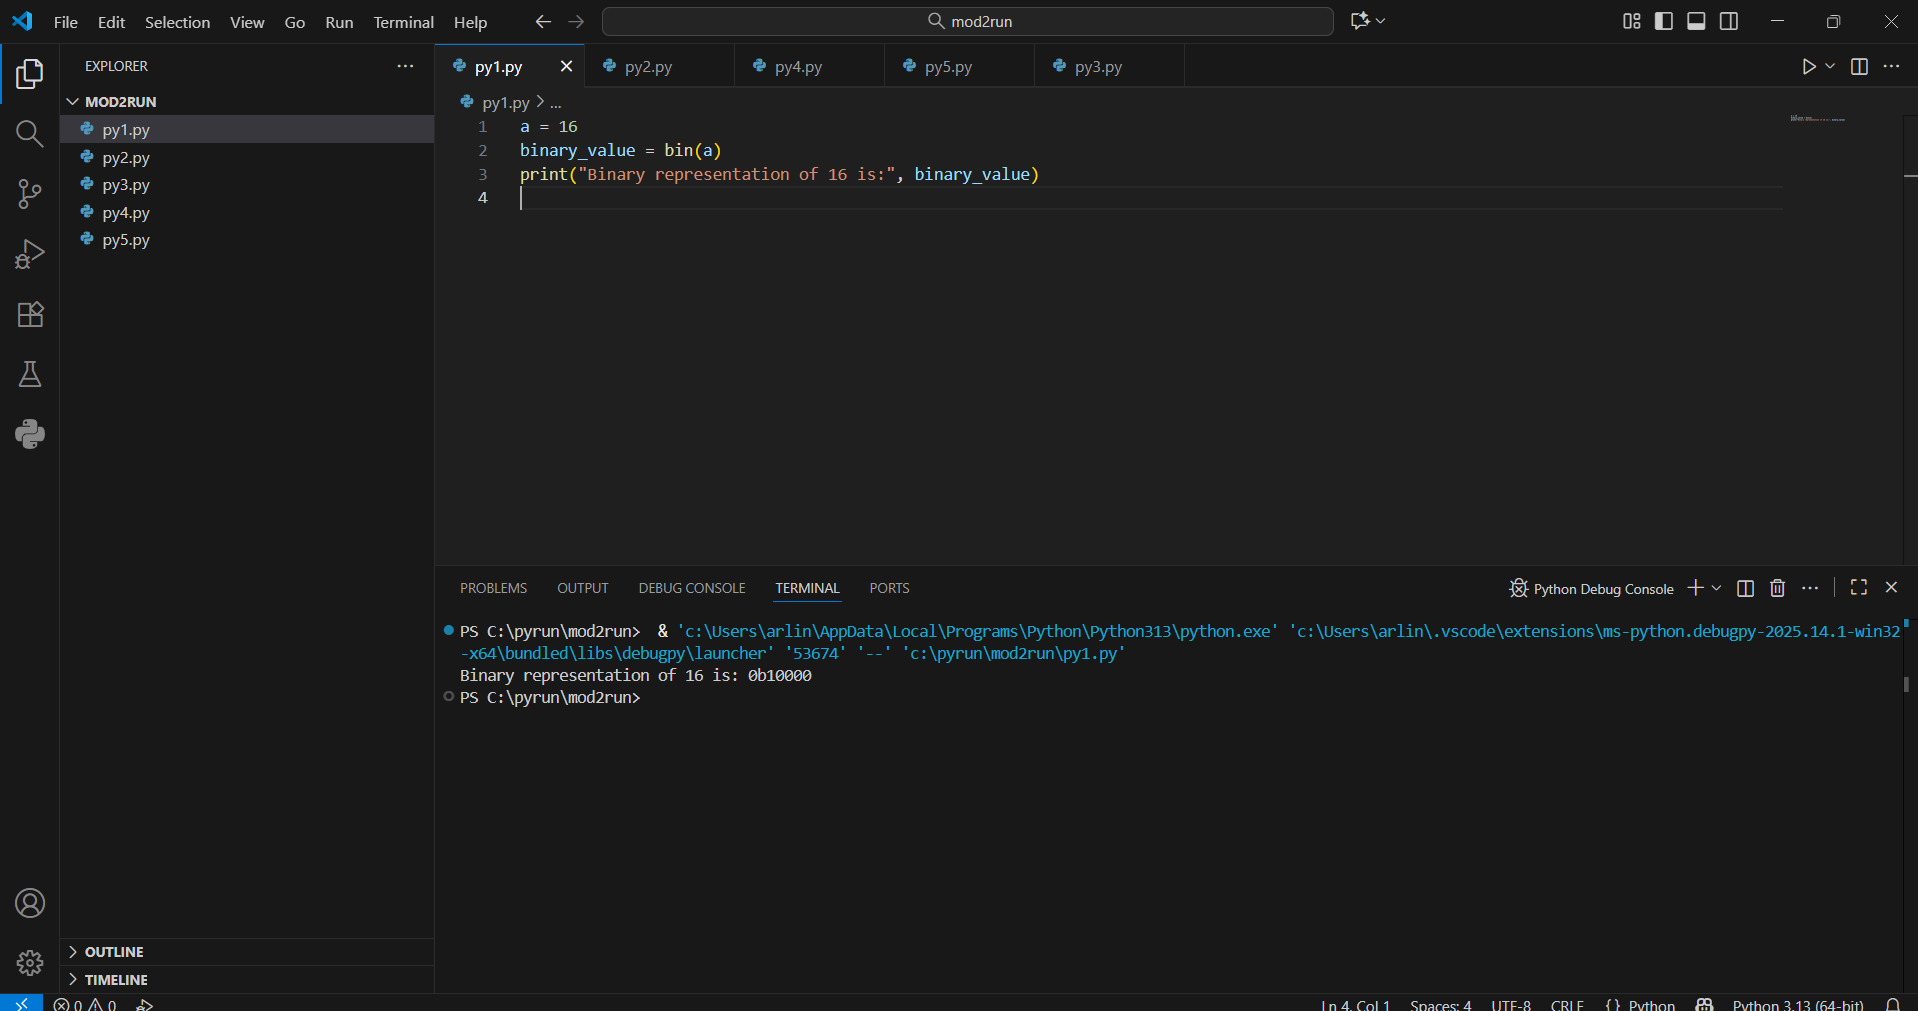 File Edit Selection View Go Run Terminal Help
mod2run
EXPLORER
MOD2RUN
py1.py
py2.py
py3.py
py4.py
py5.py
OUTLINE
TIMELINE
py1.py py2.py py4.py py5.py py3.py
py1.py > ...
1 a = 16
2 binary_value = bin(a)
3 print("Binary representation of 16 is:", binary_value)
4
PROBLEMS OUTPUT DEBUG CONSOLE TERMINAL PORTS
Python Debug Console
PS C:\pyrun\mod2run>  & 'c:\Users\arlin\AppData\Local\Programs\Python\Python313\python.exe' 'c:\Users\arlin\.vscode\extensions\ms-python.debugpy-2025.14.1-win32
-x64\bundled\libs\debugpy\launcher' '53674' '--' 'c:\pyrun\mod2run\py1.py'
Binary representation of 16 is: 0b10000
PS C:\pyrun\mod2run>
0 0 Ln 4, Col 1 Spaces: 4 UTF-8 CRLF {} Python Python 3.13 (64-bit)